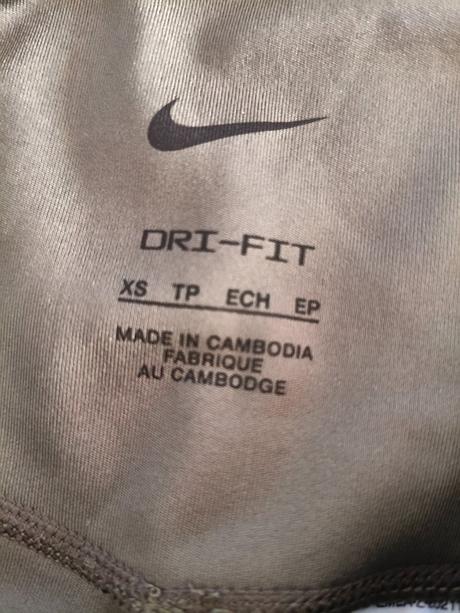 DRI-FIT
XS TP ECH EP
MADE IN CAMBODIA
FABRIQUE
AU CAMBODGE